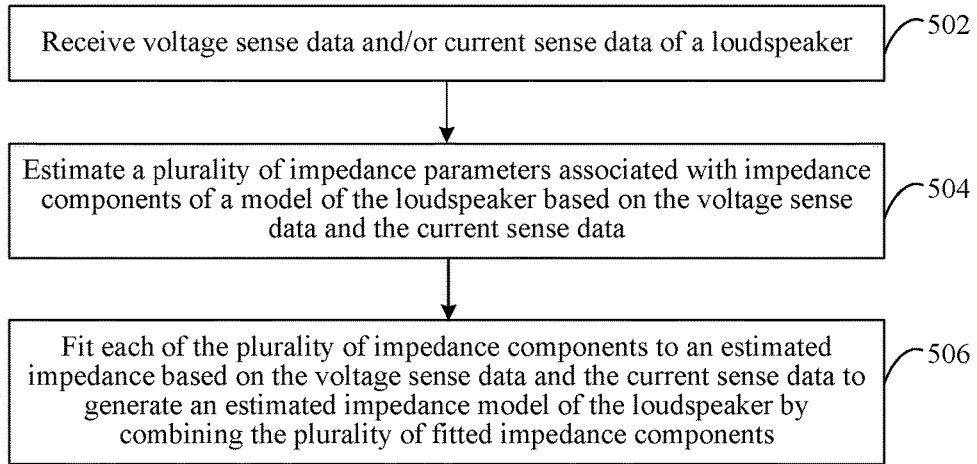 Receive voltage sense data and/or current sense data of a loudspeaker
502
Estimate a plurality of impedance parameters associated with impedance
components of a model of the loudspeaker based on the voltage sense
data and the current sense data
504
Fit each of the plurality of impedance components to an estimated
impedance based on the voltage sense data and the current sense data to
generate an estimated impedance model of the loudspeaker by
combining the plurality of fitted impedance components
506